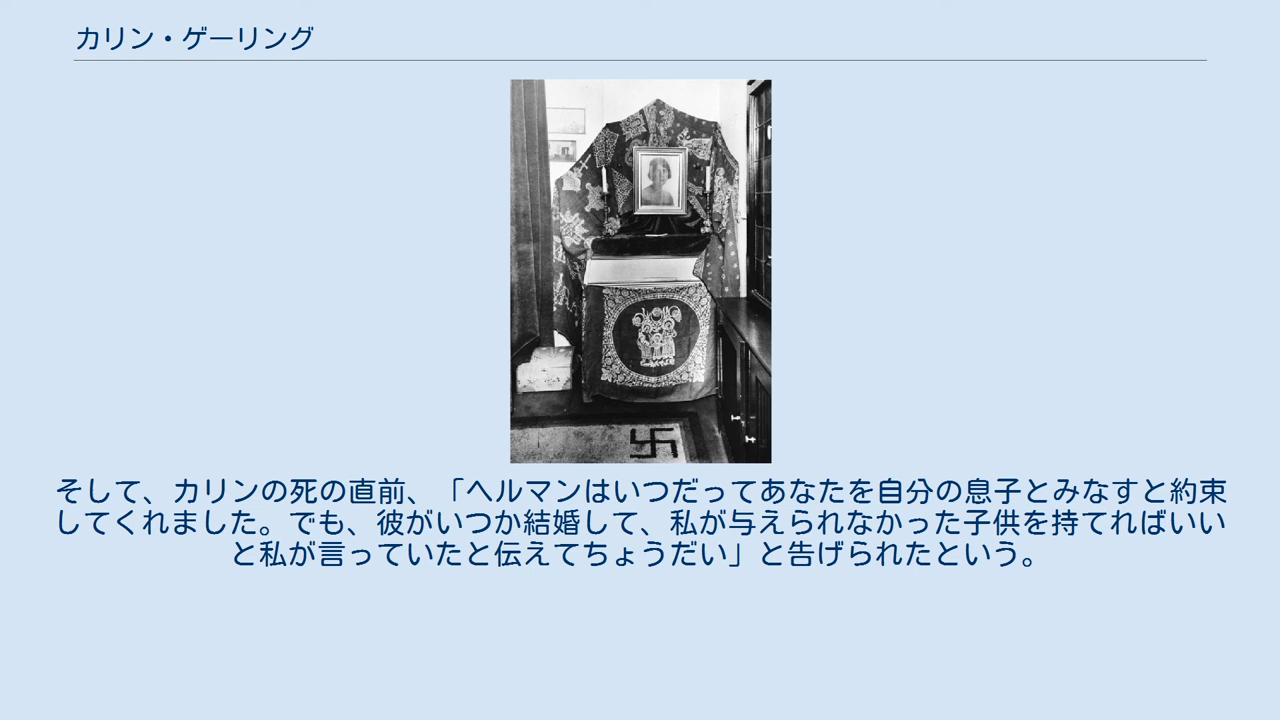 カリン・ゲーリング
そして、カリンの死の直前、「ヘルマンはいつだってあなたを自分の息子とみなすと約束
してくれました。でも、彼がいつか結婚して、私が与えられなかった子供を持てればいい
と私が言っていたと伝えてちょうだい」と告げられたという。